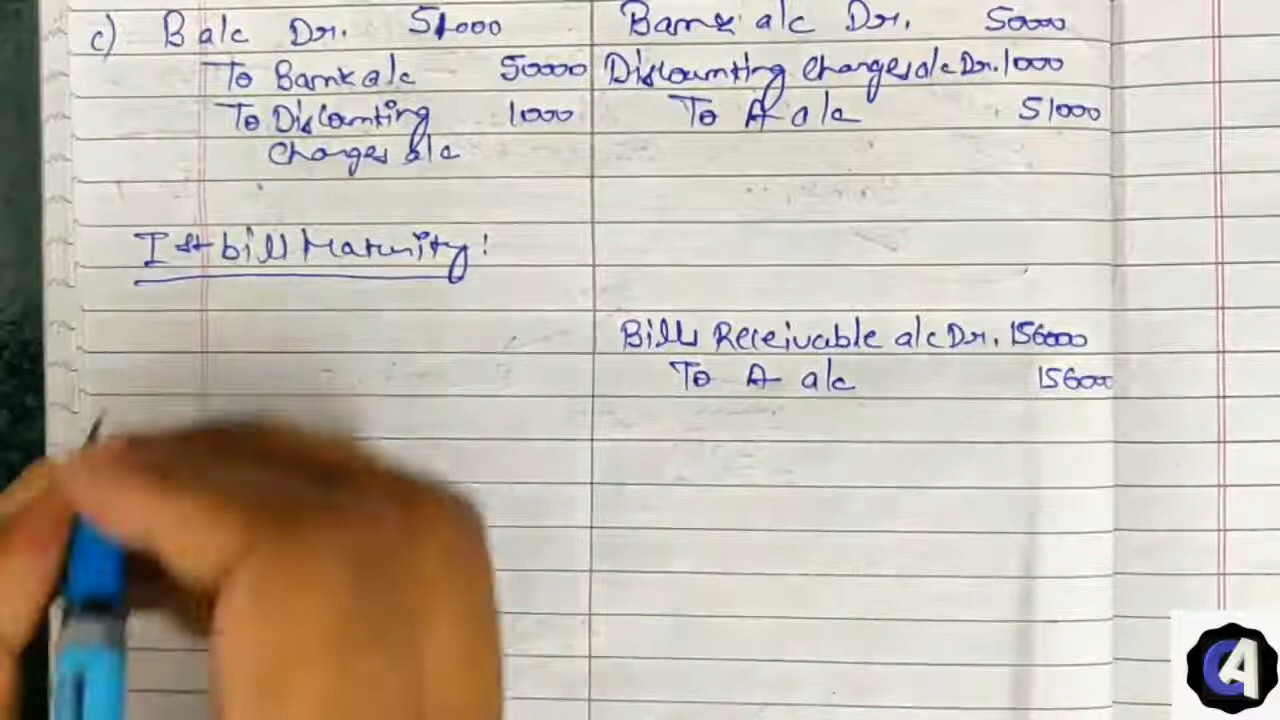 c) B a/c Dr. 51000
To Bank a/c 50000
To Discounting 1000
Charges a/c
Bank a/c Dr. 50000
Discounting Charges a/c Dr. 1000
To A a/c 51000
Ist bill Maturity:
Bills Receivable a/c Dr. 156000
To A a/c 156000
CA